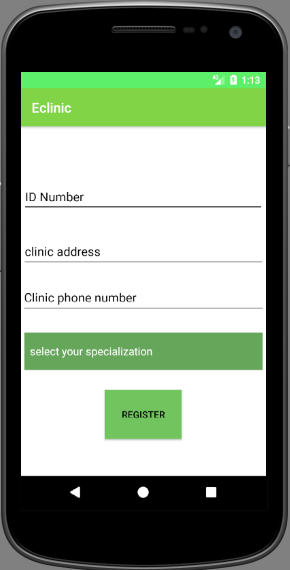 1:13
Eclinic
ID Number
clinic address
Clinic phone number
select your specialization
REGISTER